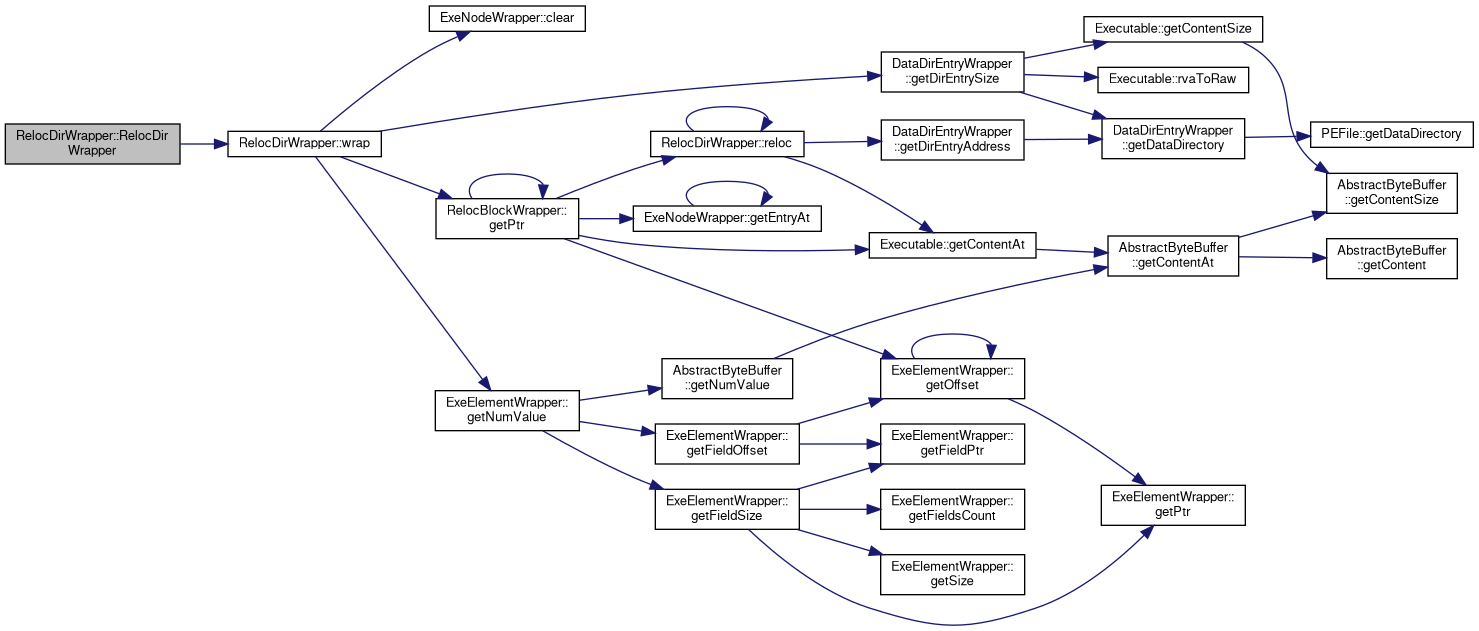 RelocDirWrapper::RelocDir
Wrapper
RelocDirWrapper::wrap
ExeNodeWrapper::clear
RelocBlockWrapper::
getPtr
ExeElementWrapper::
getNumValue
RelocDirWrapper::reloc
ExeNodeWrapper::getEntryAt
AbstractByteBuffer
::getNumValue
ExeElementWrapper::
getFieldOffset
ExeElementWrapper::
getFieldSize
DataDirEntryWrapper
::getDirEntrySize
DataDirEntryWrapper
::getDirEntryAddress
Executable::getContentAt
ExeElementWrapper::
getOffset
ExeElementWrapper::
getFieldPtr
ExeElementWrapper::
getFieldsCount
ExeElementWrapper::
getSize
Executable::getContentSize
Executable::rvaToRaw
DataDirEntryWrapper
::getDataDirectory
AbstractByteBuffer
::getContentAt
ExeElementWrapper::
getPtr
PEFile::getDataDirectory
AbstractByteBuffer
::getContentSize
AbstractByteBuffer
::getContent